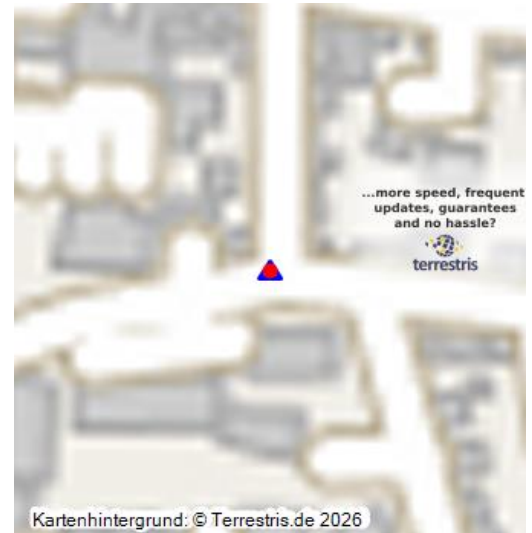 ...more speed, frequent
updates, guarantees
and no hassle?
terrestris
Kartenhintergrund: © Terrestris.de 2026